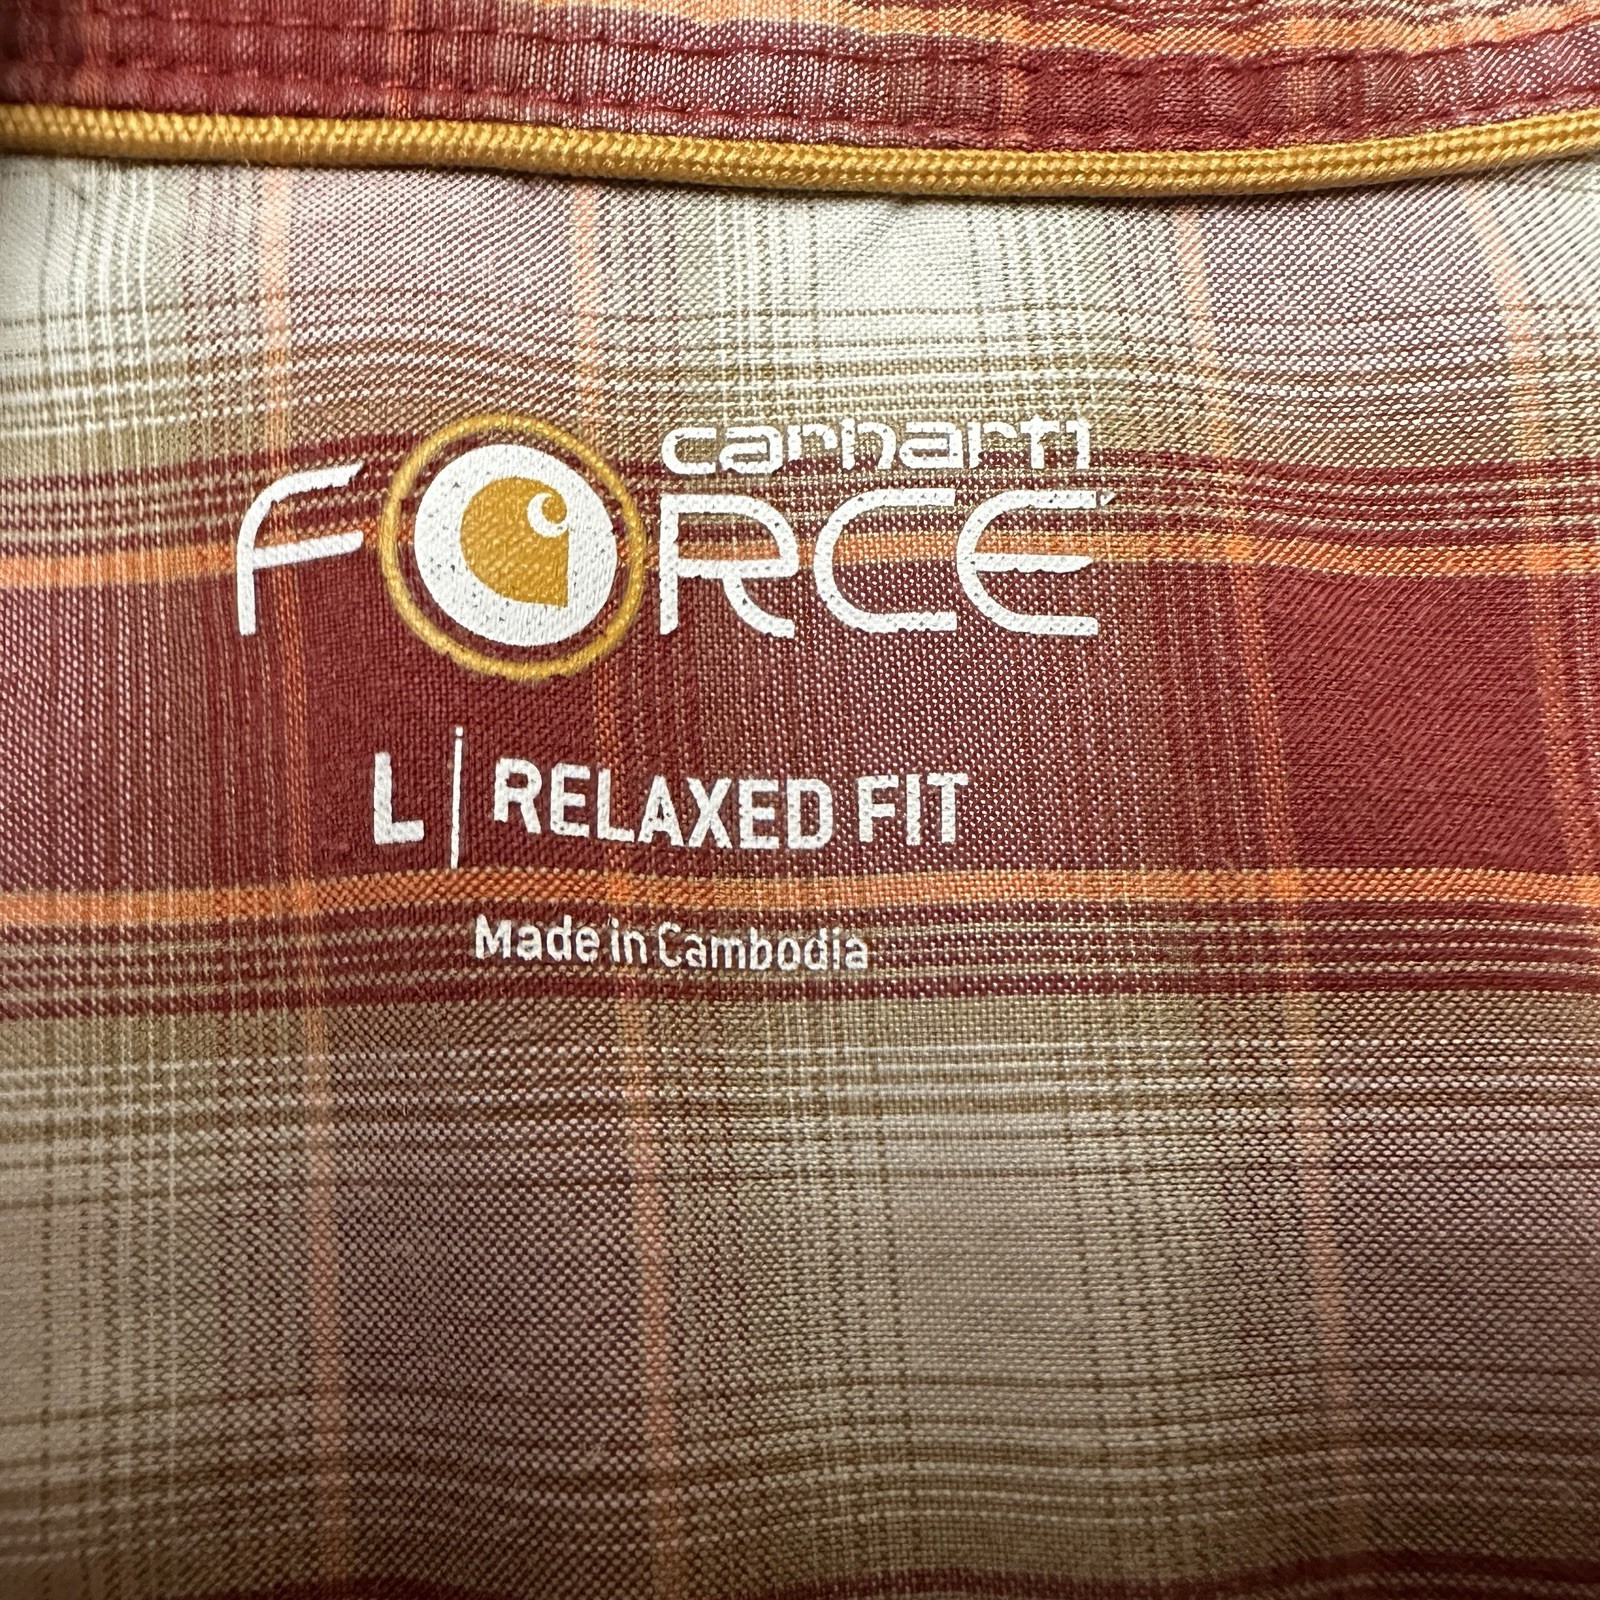 carhartt
FORCE
L | RELAXED FIT
Made in Cambodia